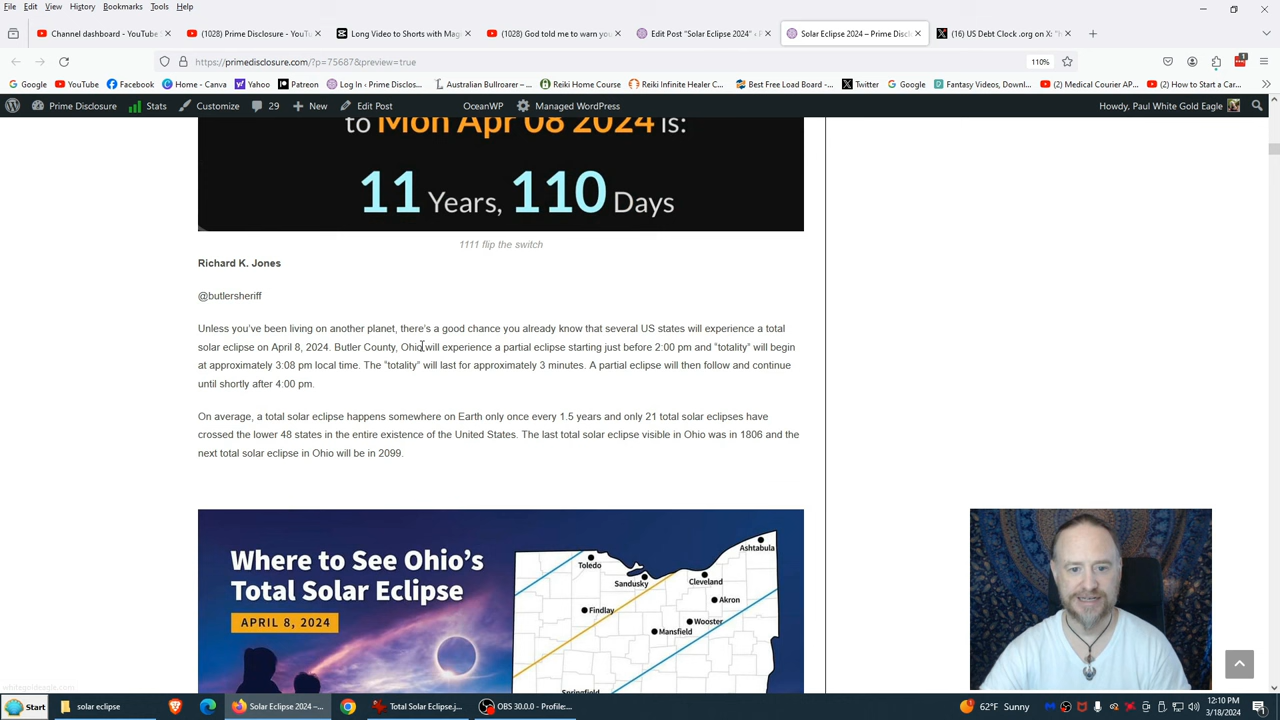 File Edit View History Bookmarks Tools Help
Channel dashboard - YouTube
(1028) Prime Disclosure - YouTu
Long Video to Shorts with Mag
(1028) God told me to warn you
Edit Post "Solar Eclipse 2024" ‹ P
Solar Eclipse 2024 – Prime Discl
(16) US Debt Clock .org on X: "h
https://primedisclosure.com/?p=75687&preview=true
110%
1
Google YouTube Facebook Home - Canva Yahoo Patreon Log In ‹ Prime Disclos... Australian Bullroarer – ... Reiki Home Course Reiki Infinite Healer C... Best Free Load Board - ... Twitter Google Fantasy Videos, Downl... (2) Medical Courier AP... (2) How to Start a Car...
Prime Disclosure Stats Customize 29 New Edit Post OceanWP Managed WordPress Howdy, Paul White Gold Eagle
to Mon Apr 08 2024 is:
11 Years, 110 Days
1111 flip the switch
Richard K. Jones
@butlersheriff
Unless you've been living on another planet, there's a good chance you already know that several US states will experience a total
solar eclipse on April 8, 2024. Butler County, Ohio will experience a partial eclipse starting just before 2:00 pm and "totality" will begin
at approximately 3:08 pm local time. The "totality" will last for approximately 3 minutes. A partial eclipse will then follow and continue
until shortly after 4:00 pm.
On average, a total solar eclipse happens somewhere on Earth only once every 1.5 years and only 21 total solar eclipses have
crossed the lower 48 states in the entire existence of the United States. The last total solar eclipse visible in Ohio was in 1806 and the
next total solar eclipse in Ohio will be in 2099.
Where to See Ohio's
Total Solar Eclipse
APRIL 8, 2024
Ashtabula
Toledo
Sandusky
Cleveland
Akron
Findlay
Wooster
Mansfield
Springfield
Start
solar eclipse
Solar Eclipse 2024 –...
Total Solar Eclipse.j...
OBS 30.0.0 - Profile:...
62°F Sunny
12:10 PM
3/18/2024